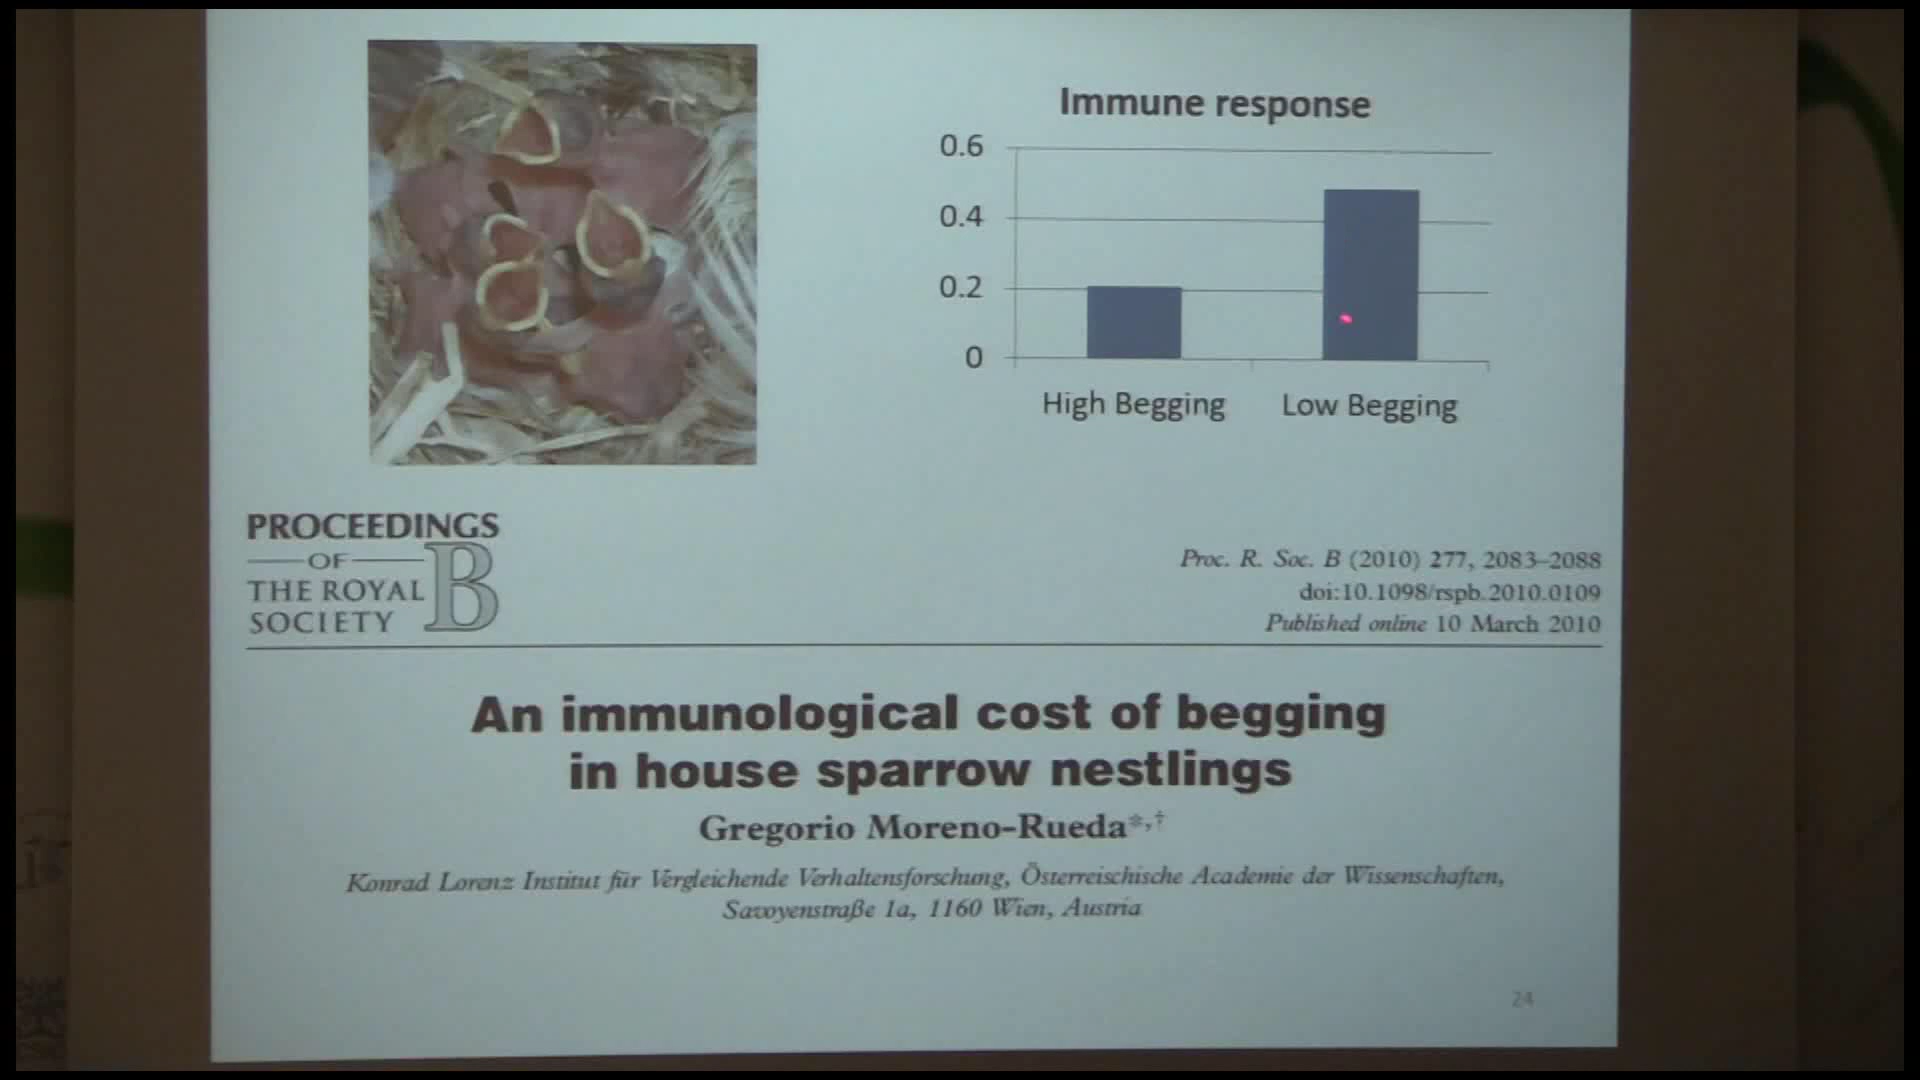 Immune response
0.6
0.4
0.2
0
High Begging
Low Begging
PROCEEDINGS
OF
THE ROYAL
SOCIETY
B
Proc. R. Soc. B (2010) 277, 2083–2088
doi:10.1098/rspb.2010.0109
Published online 10 March 2010
An immunological cost of begging
in house sparrow nestlings
Gregorio Moreno-Rueda*,†
Konrad Lorenz Institut für Vergleichende Verhaltensforschung, Österreischische Academie der Wissenschaften,
Savoyenstraße 1a, 1160 Wien, Austria
24